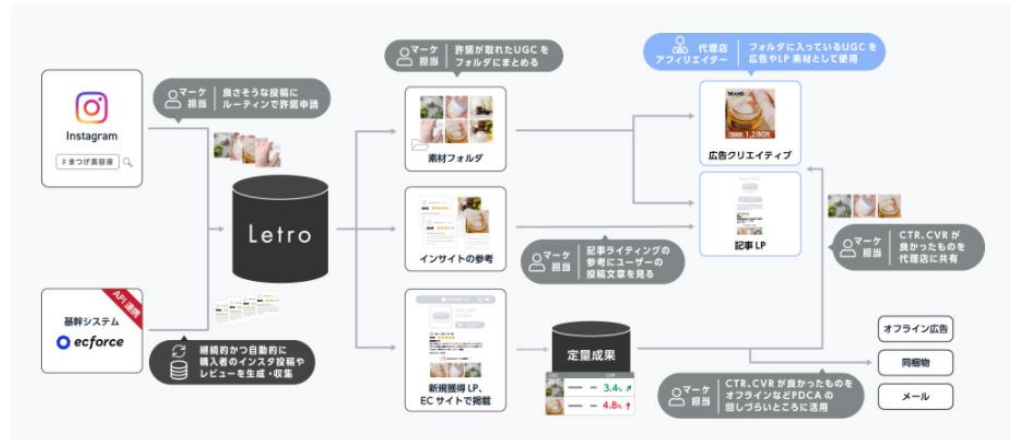 マーケ担当
良さそうな投稿に
ルーティンで許諾申請
マーケ担当
許諾が取れたUGCを
フォルダにまとめる
代理店
アフィリエイター
フォルダに入っているUGCを
広告やLP素材として使用
Instagram
#まつげ美容液
素材フォルダ
BRAND
1,280円
広告クリエイティブ
Letro
インサイトの参考
マーケ担当
記事ライティングの
参考にユーザーの
投稿文章を見る
記事LP
マーケ担当
CTR、CVRが
良かったものを
代理店に共有
API連携
基幹システム
ecforce
継続的かつ自動的に
購入者のインスタ投稿や
レビューを生成・収集
新規獲得LP、
ECサイトで掲載
定量成果
3.4%
4.8%
マーケ担当
CTR、CVRが良かったものを
オフラインなどPDCAの
回しづらいところに活用
オフライン広告
同梱物
メール